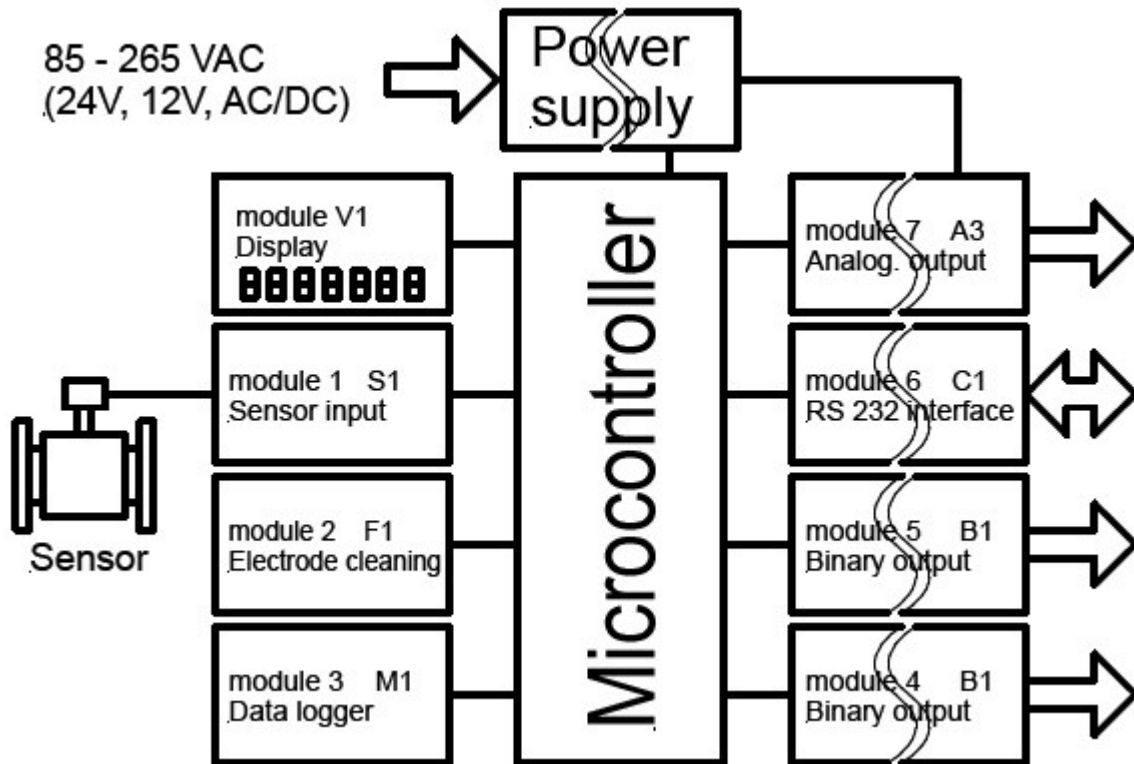 85 - 265 VAC
(24V, 12V, AC/DC)
Power
supply
module V1
Display
8888888
module 1 S1
Sensor input
Sensor
module 2 F1
Electrode cleaning
module 3 M1
Data logger
Microcontroller
module 7 A3
Analog. output
module 6 C1
RS 232 interface
module 5 B1
Binary output
module 4 B1
Binary output